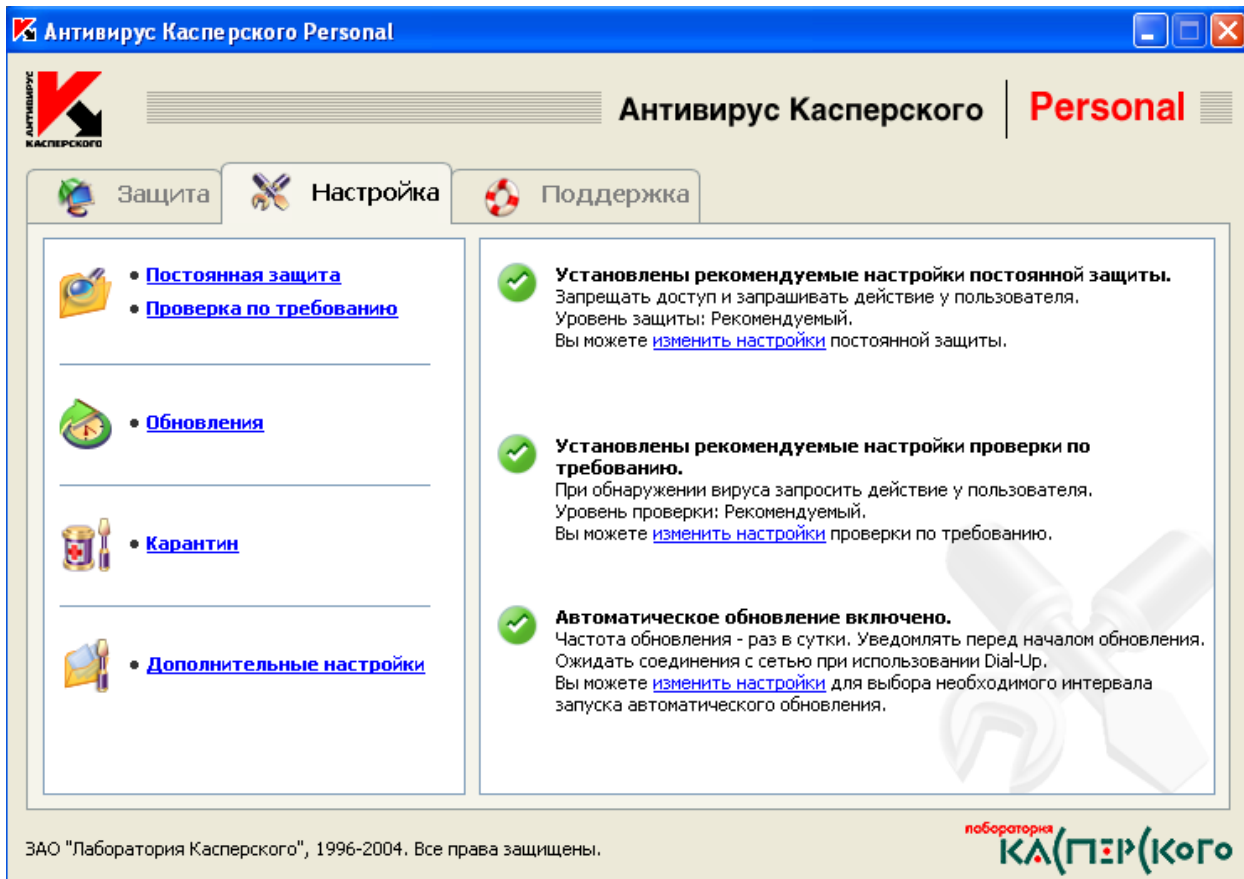 Антивирус Касперского Personal
АНТИВИРУС
КАСПЕРСКОГО
Антивирус Касперского Personal
Защита
Настройка
Поддержка
• Постоянная защита
• Проверка по требованию
• Обновления
• Карантин
• Дополнительные настройки
Установлены рекомендуемые настройки постоянной защиты.
Запрещать доступ и запрашивать действие у пользователя.
Уровень защиты: Рекомендуемый.
Вы можете изменить настройки постоянной защиты.
Установлены рекомендуемые настройки проверки по
требованию.
При обнаружении вируса запросить действие у пользователя.
Уровень проверки: Рекомендуемый.
Вы можете изменить настройки проверки по требованию.
Автоматическое обновление включено.
Частота обновления - раз в сутки. Уведомлять перед началом обновления.
Ожидать соединения с сетью при использовании Dial-Up.
Вы можете изменить настройки для выбора необходимого интервала
запуска автоматического обновления.
ЗАО "Лаборатория Касперского", 1996-2004. Все права защищены.
лаборатория
КАСПЕРСКОГО